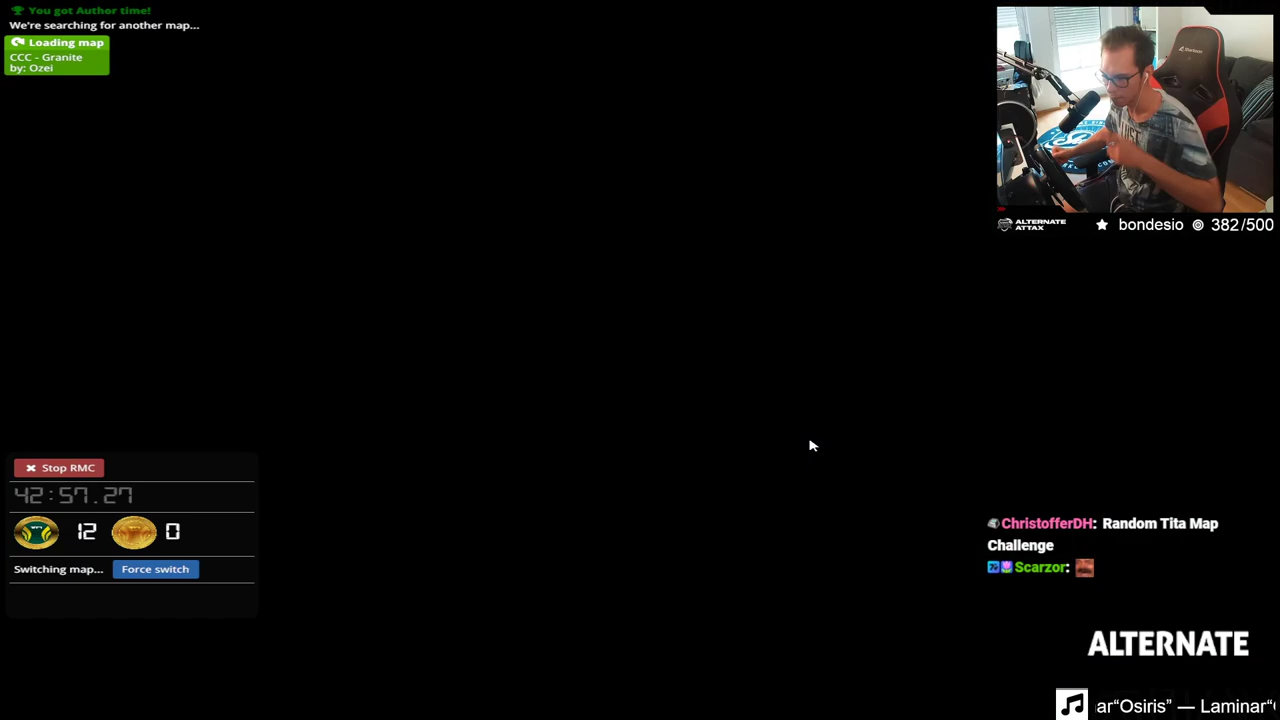 You got Author time!
We're searching for another map...
Loading map
CCC - Granite
by: Ozei
ALTERNATE
ATTAX
bondesio
382/500
Stop RMC
42:57.27
12
0
Switching map...
Force switch
ChristofferDH: Random Tita Map
Challenge
Scarzor:
ALTERNATE
ar“Osiris” — Laminar“